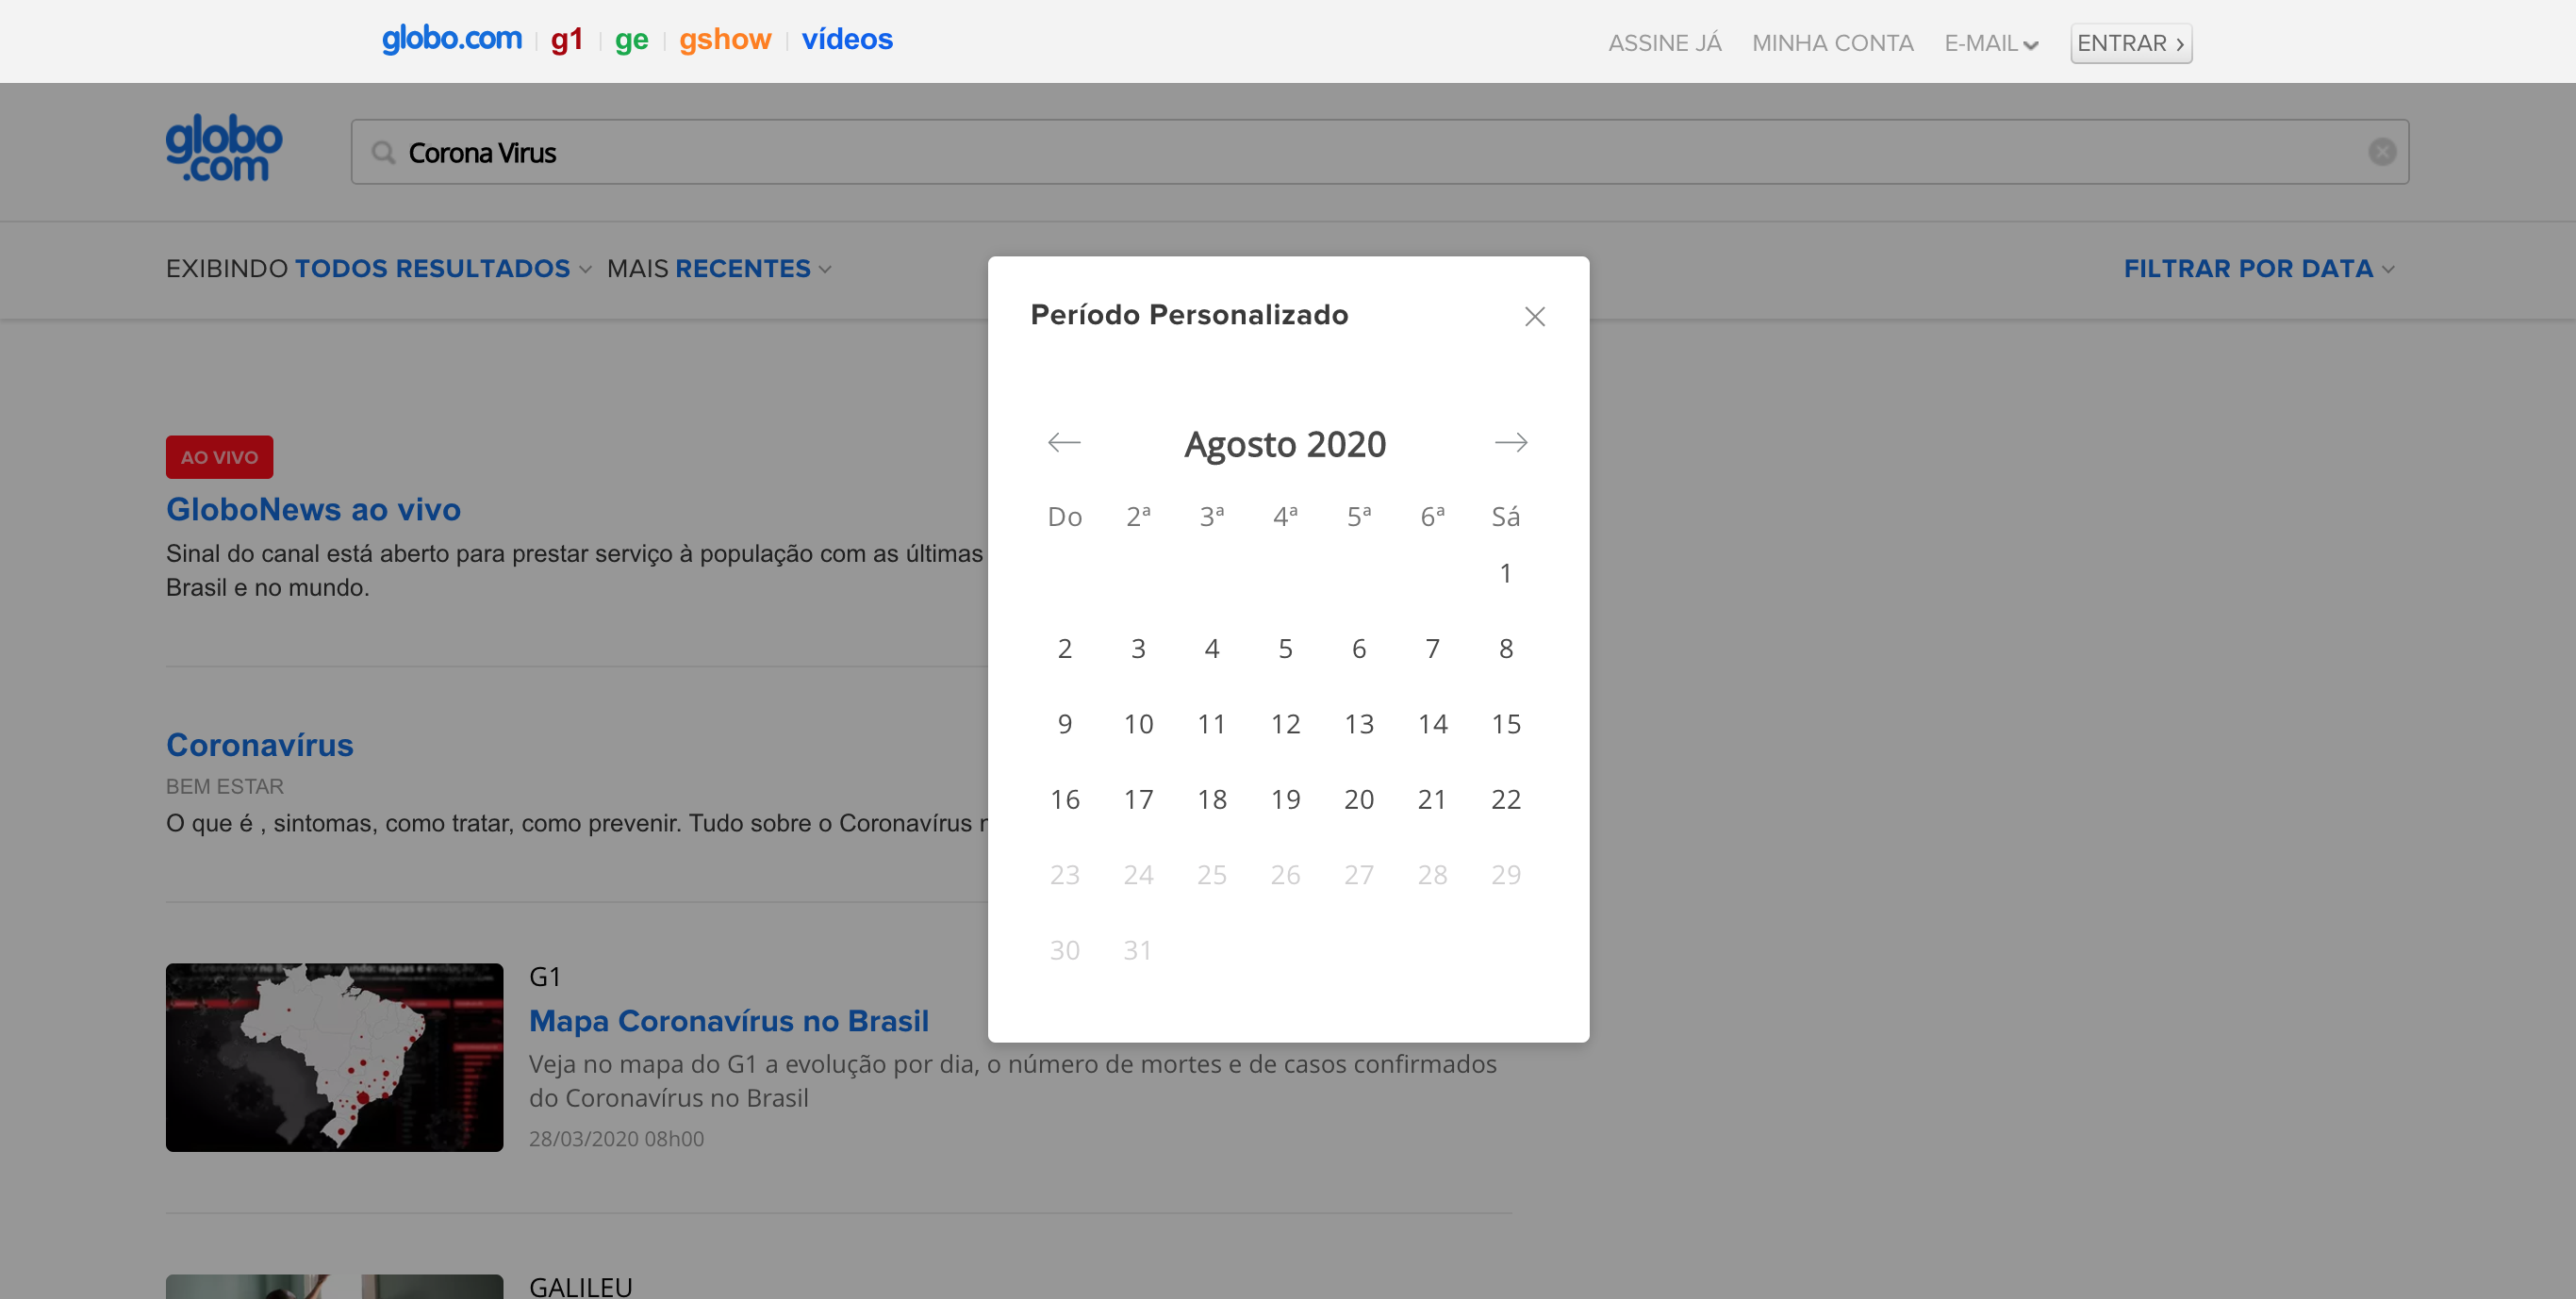 globo.com g1 ge gshow vídeos ASSINE JÁ MINHA CONTA E-MAIL ENTRAR ›
globo
.com
Corona Virus
EXIBINDO TODOS RESULTADOS MAIS RECENTES FILTRAR POR DATA
Período Personalizado
Agosto 2020
Do 2ª 3ª 4ª 5ª 6ª Sá
1
2 3 4 5 6 7 8
9 10 11 12 13 14 15
16 17 18 19 20 21 22
23 24 25 26 27 28 29
30 31
AO VIVO
GloboNews ao vivo
Sinal do canal está aberto para prestar serviço à população com as últimas
Brasil e no mundo.
Coronavírus
BEM ESTAR
O que é , sintomas, como tratar, como prevenir. Tudo sobre o Coronavírus
G1
Mapa Coronavírus no Brasil
Veja no mapa do G1 a evolução por dia, o número de mortes e de casos confirmados
do Coronavírus no Brasil
28/03/2020 08h00
GALILEU